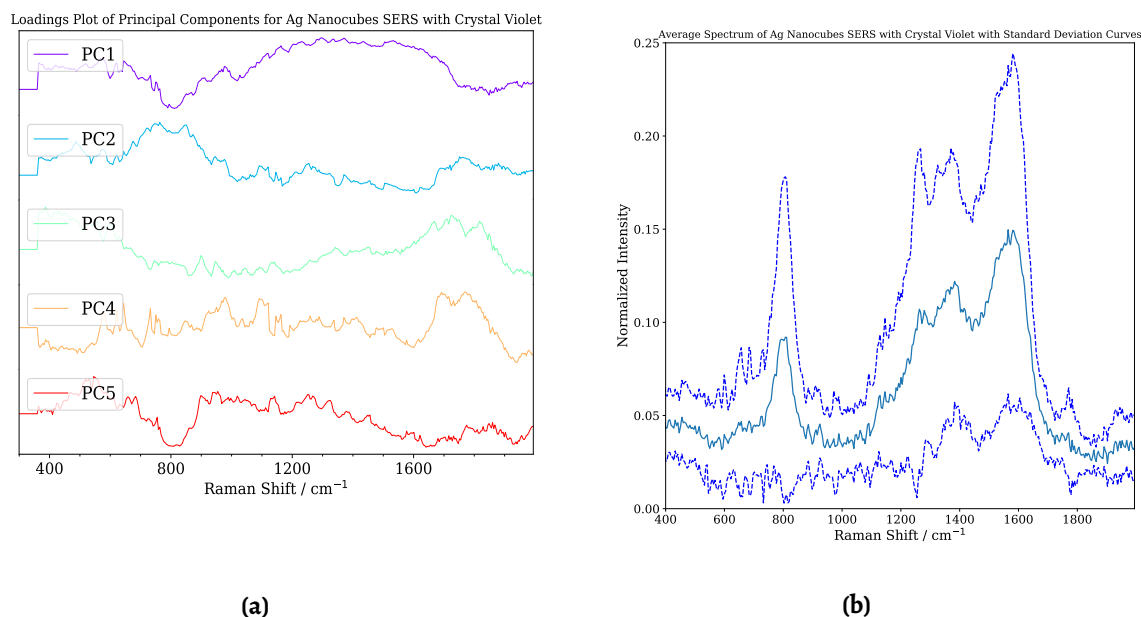 Loadings Plot of Principal Components for Ag Nanocubes SERS with Crystal Violet
PC1
PC2
PC3
PC4
PC5
400 800 1200 1600
Raman Shift / cm⁻¹
(a)
Average Spectrum of Ag Nanocubes SERS with Crystal Violet with Standard Deviation Curves
Normalized Intensity
0.25
0.20
0.15
0.10
0.05
0.00
400 600 800 1000 1200 1400 1600 1800
Raman Shift / cm⁻¹
(b)